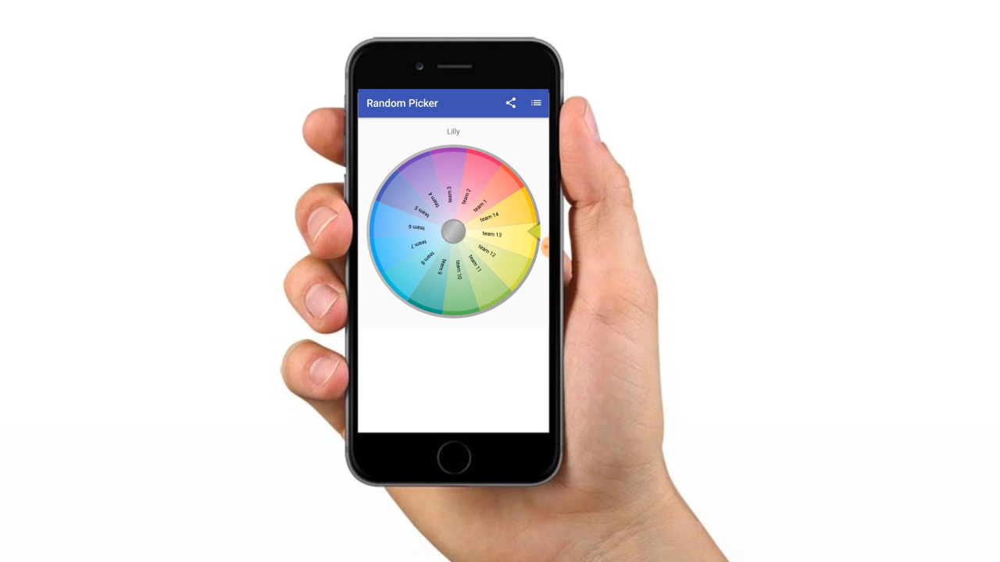 Random Picker
Lilly
team 1
team 2
team 3
team 4
team 5
team 6
team 7
team 8
team 9
team 10
team 11
team 12
team 13
team 14